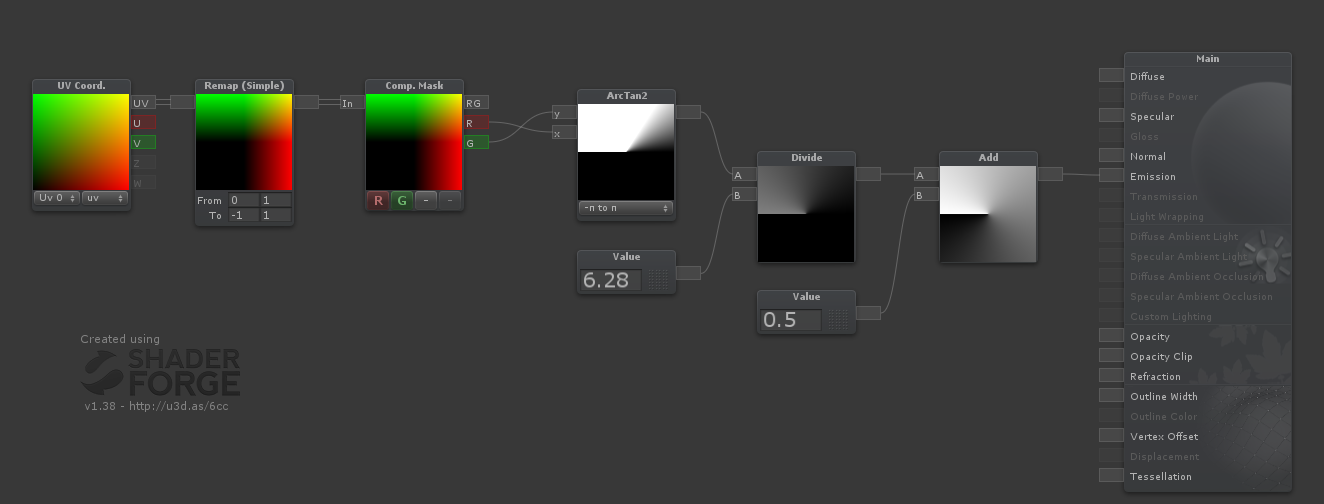 UV Coord.
UV
U
V
Z
W
Uv 0
uv
Remap (Simple)
From 0 1
To -1 1
Comp. Mask
In
RG
R
G
R G - -
ArcTan2
y
x
-π to π
Value
6.28
Divide
A
B
Value
0.5
Add
A
B
Main
Diffuse
Diffuse Power
Specular
Gloss
Normal
Emission
Transmission
Light Wrapping
Diffuse Ambient Light
Specular Ambient Light
Diffuse Ambient Occlusion
Specular Ambient Occlusion
Custom Lighting
Opacity
Opacity Clip
Refraction
Outline Width
Outline Color
Vertex Offset
Displacement
Tessellation
Created using
SHADER
FORGE
v1.38 - http://u3d.as/6cc